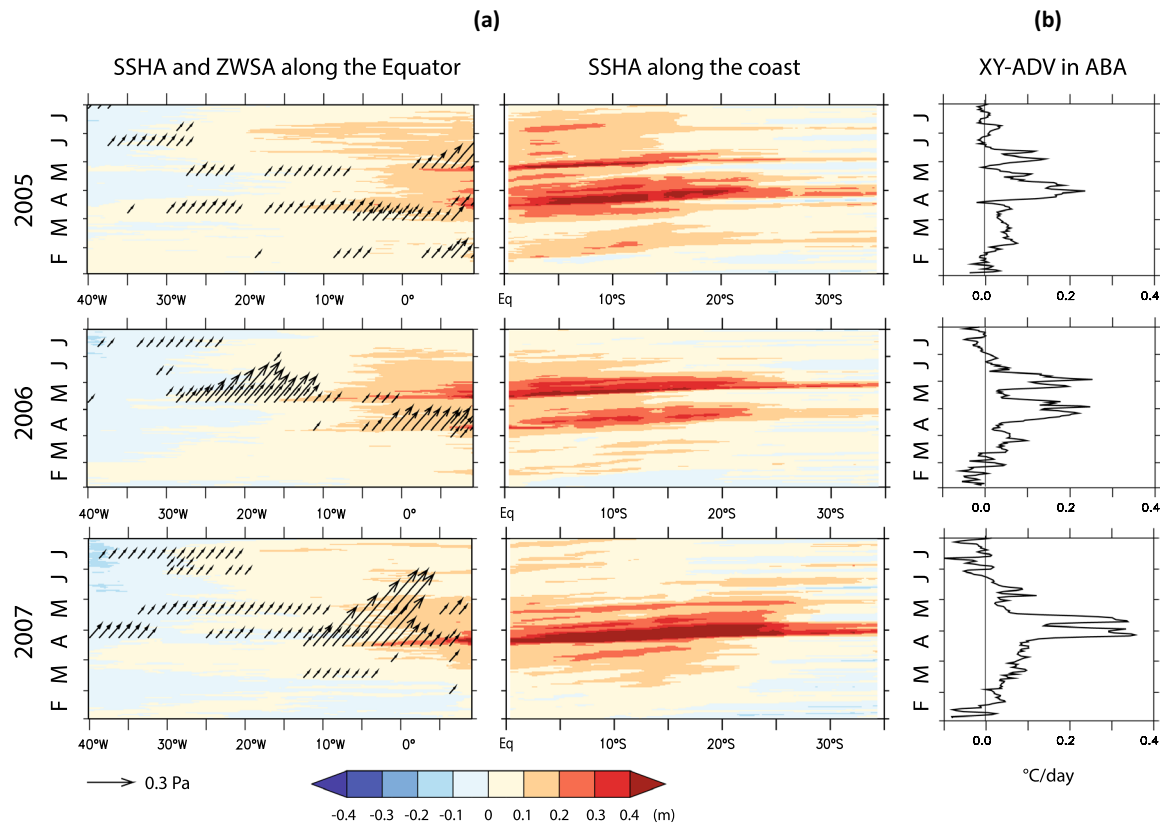 (a)
(b)
SSHA and ZWSA along the Equator
SSHA along the coast
XY-ADV in ABA
2005
J
J
M
A
M
F
40W
30°W
20°W
10°W
0°
Eq
10°S
20°S
30°S
0.0
0.2
0.4
2006
J
J
M
A
M
F
40°W
30°W
20°W
10°W
0°
Eq
10°S
20°S
30°S
0.0
0.2
0.4
2007
J
J
M
A
M
F
40°W
30°W
20°W
10°W
0°
Eq
10°S
20°S
30°S
0.0
0.2
0.4
0.3 Pa
-0.4 -0.3 -0.2 -0.1 0 0.1 0.2 0.3 0.4 (m)
°C/day